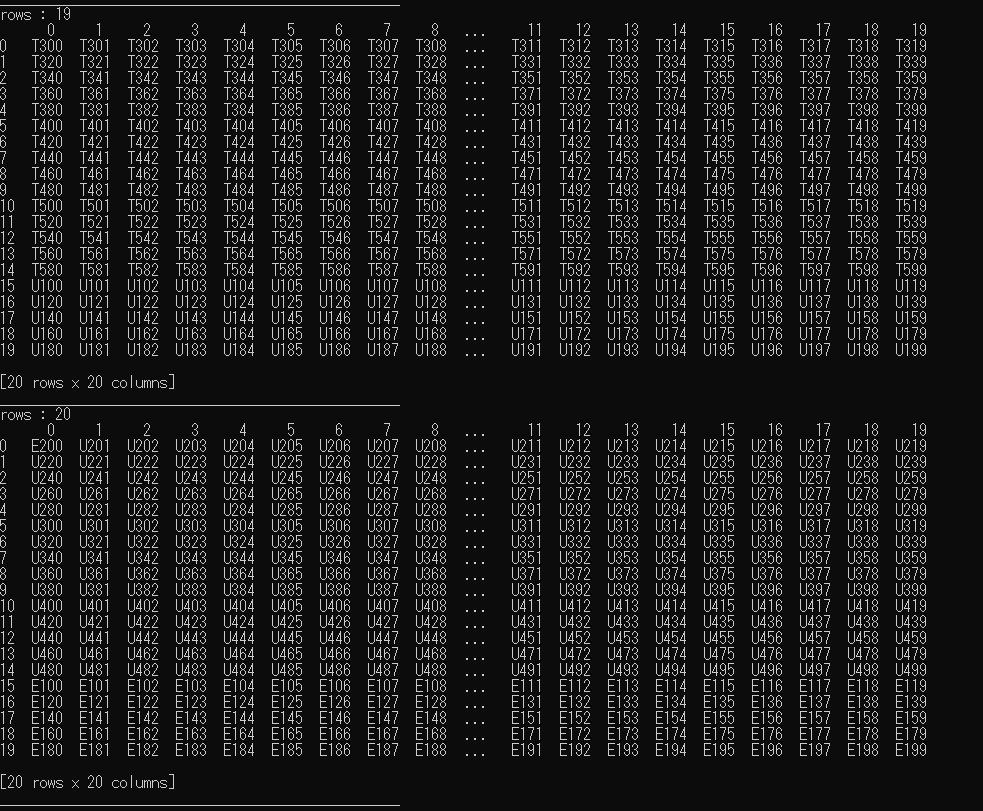 rows : 19
0 1 2 3 4 5 6 7 8 ... 11 12 13 14 15 16 17 18 19
0 T300 T301 T302 T303 T304 T305 T306 T307 T308 ... T311 T312 T313 T314 T315 T316 T317 T318 T319
1 T320 T321 T322 T323 T324 T325 T326 T327 T328 ... T331 T332 T333 T334 T335 T336 T337 T338 T339
2 T340 T341 T342 T343 T344 T345 T346 T347 T348 ... T351 T352 T353 T354 T355 T356 T357 T358 T359
3 T360 T361 T362 T363 T364 T365 T366 T367 T368 ... T371 T372 T373 T374 T375 T376 T377 T378 T379
4 T380 T381 T382 T383 T384 T385 T386 T387 T388 ... T391 T392 T393 T394 T395 T396 T397 T398 T399
5 T400 T401 T402 T403 T404 T405 T406 T407 T408 ... T411 T412 T413 T414 T415 T416 T417 T418 T419
6 T420 T421 T422 T423 T424 T425 T426 T427 T428 ... T431 T432 T433 T434 T435 T436 T437 T438 T439
7 T440 T441 T442 T443 T444 T445 T446 T447 T448 ... T451 T452 T453 T454 T455 T456 T457 T458 T459
8 T460 T461 T462 T463 T464 T465 T466 T467 T468 ... T471 T472 T473 T474 T475 T476 T477 T478 T479
9 T480 T481 T482 T483 T484 T485 T486 T487 T488 ... T491 T492 T493 T494 T495 T496 T497 T498 T499
10 T500 T501 T502 T503 T504 T505 T506 T507 T508 ... T511 T512 T513 T514 T515 T516 T517 T518 T519
11 T520 T521 T522 T523 T524 T525 T526 T527 T528 ... T531 T532 T533 T534 T535 T536 T537 T538 T539
12 T540 T541 T542 T543 T544 T545 T546 T547 T548 ... T551 T552 T553 T554 T555 T556 T557 T558 T559
13 T560 T561 T562 T563 T564 T565 T566 T567 T568 ... T571 T572 T573 T574 T575 T576 T577 T578 T579
14 T580 T581 T582 T583 T584 T585 T586 T587 T588 ... T591 T592 T593 T594 T595 T596 T597 T598 T599
15 U100 U101 U102 U103 U104 U105 U106 U107 U108 ... U111 U112 U113 U114 U115 U116 U117 U118 U119
16 U120 U121 U122 U123 U124 U125 U126 U127 U128 ... U131 U132 U133 U134 U135 U136 U137 U138 U139
17 U140 U141 U142 U143 U144 U145 U146 U147 U148 ... U151 U152 U153 U154 U155 U156 U157 U158 U159
18 U160 U161 U162 U163 U164 U165 U166 U167 U168 ... U171 U172 U173 U174 U175 U176 U177 U178 U179
19 U180 U181 U182 U183 U184 U185 U186 U187 U188 ... U191 U192 U193 U194 U195 U196 U197 U198 U199
[20 rows x 20 columns]
rows : 20
0 1 2 3 4 5 6 7 8 ... 11 12 13 14 15 16 17 18 19
0 E200 U201 U202 U203 U204 U205 U206 U207 U208 ... U211 U212 U213 U214 U215 U216 U217 U218 U219
1 U220 U221 U222 U223 U224 U225 U226 U227 U228 ... U231 U232 U233 U234 U235 U236 U237 U238 U239
2 U240 U241 U242 U243 U244 U245 U246 U247 U248 ... U251 U252 U253 U254 U255 U256 U257 U258 U259
3 U260 U261 U262 U263 U264 U265 U266 U267 U268 ... U271 U272 U273 U274 U275 U276 U277 U278 U279
4 U280 U281 U282 U283 U284 U285 U286 U287 U288 ... U291 U292 U293 U294 U295 U296 U297 U298 U299
5 U300 U301 U302 U303 U304 U305 U306 U307 U308 ... U311 U312 U313 U314 U315 U316 U317 U318 U319
6 U320 U321 U322 U323 U324 U325 U326 U327 U328 ... U331 U332 U333 U334 U335 U336 U337 U338 U339
7 U340 U341 U342 U343 U344 U345 U346 U347 U348 ... U351 U352 U353 U354 U355 U356 U357 U358 U359
8 U360 U361 U362 U363 U364 U365 U366 U367 U368 ... U371 U372 U373 U374 U375 U376 U377 U378 U379
9 U380 U381 U382 U383 U384 U385 U386 U387 U388 ... U391 U392 U393 U394 U395 U396 U397 U398 U399
10 U400 U401 U402 U403 U404 U405 U406 U407 U408 ... U411 U412 U413 U414 U415 U416 U417 U418 U419
11 U420 U421 U422 U423 U424 U425 U426 U427 U428 ... U431 U432 U433 U434 U435 U436 U437 U438 U439
12 U440 U441 U442 U443 U444 U445 U446 U447 U448 ... U451 U452 U453 U454 U455 U456 U457 U458 U459
13 U460 U461 U462 U463 U464 U465 U466 U467 U468 ... U471 U472 U473 U474 U475 U476 U477 U478 U479
14 U480 U481 U482 U483 U484 U485 U486 U487 U488 ... U491 U492 U493 U494 U495 U496 U497 U498 U499
15 E100 E101 E102 E103 E104 E105 E106 E107 E108 ... E111 E112 E113 E114 E115 E116 E117 E118 E119
16 E120 E121 E122 E123 E124 E125 E126 E127 E128 ... E131 E132 E133 E134 E135 E136 E137 E138 E139
17 E140 E141 E142 E143 E144 E145 E146 E147 E148 ... E151 E152 E153 E154 E155 E156 E157 E158 E159
18 E160 E161 E162 E163 E164 E165 E166 E167 E168 ... E171 E172 E173 E174 E175 E176 E177 E178 E179
19 E180 E181 E182 E183 E184 E185 E186 E187 E188 ... E191 E192 E193 E194 E195 E196 E197 E198 E199
[20 rows x 20 columns]